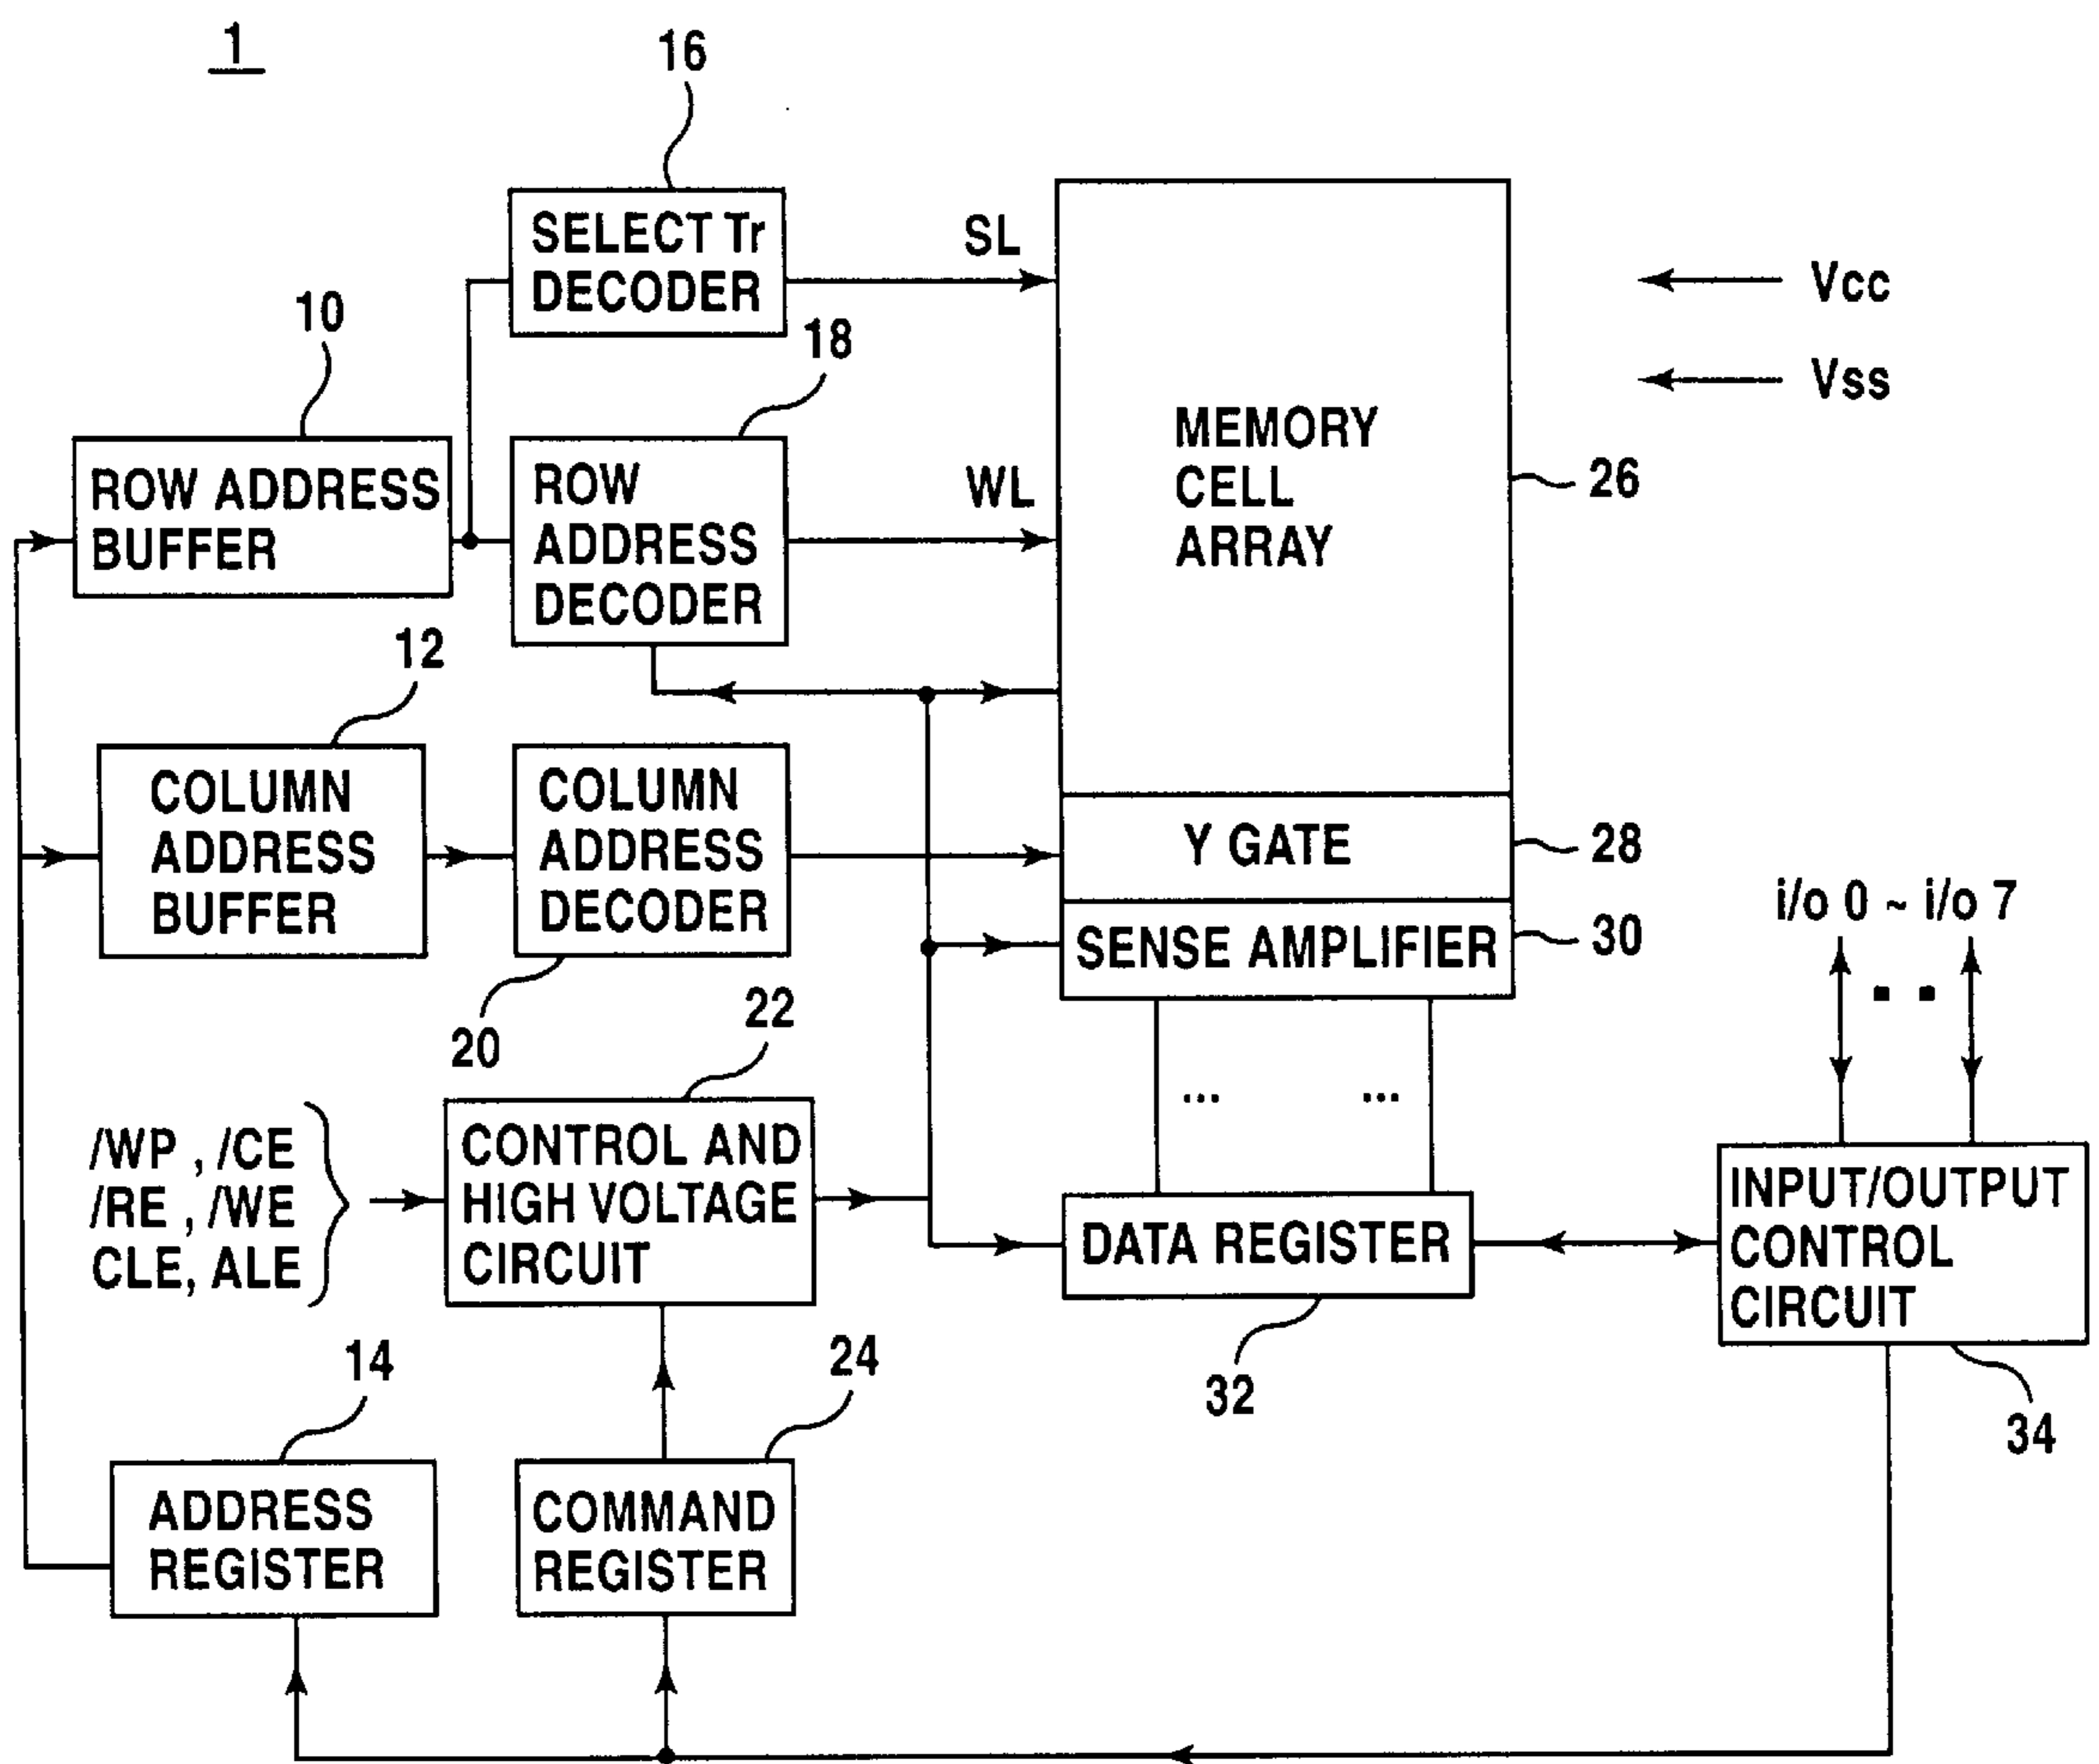 1
16
SELECT Tr
DECODER
SL
Vcc
10
18
Vss
ROW ADDRESS
BUFFER
ROW
ADDRESS
DECODER
WL
MEMORY
CELL
ARRAY
26
12
COLUMN
ADDRESS
BUFFER
COLUMN
ADDRESS
DECODER
Y GATE
28
20
SENSE AMPLIFIER
30
i/o 0 ~ i/o 7
22
/WP , /CE
/RE , /WE
CLE, ALE
CONTROL AND
HIGH VOLTAGE
CIRCUIT
...
...
DATA REGISTER
32
INPUT/OUTPUT
CONTROL
CIRCUIT
34
14
24
ADDRESS
REGISTER
COMMAND
REGISTER